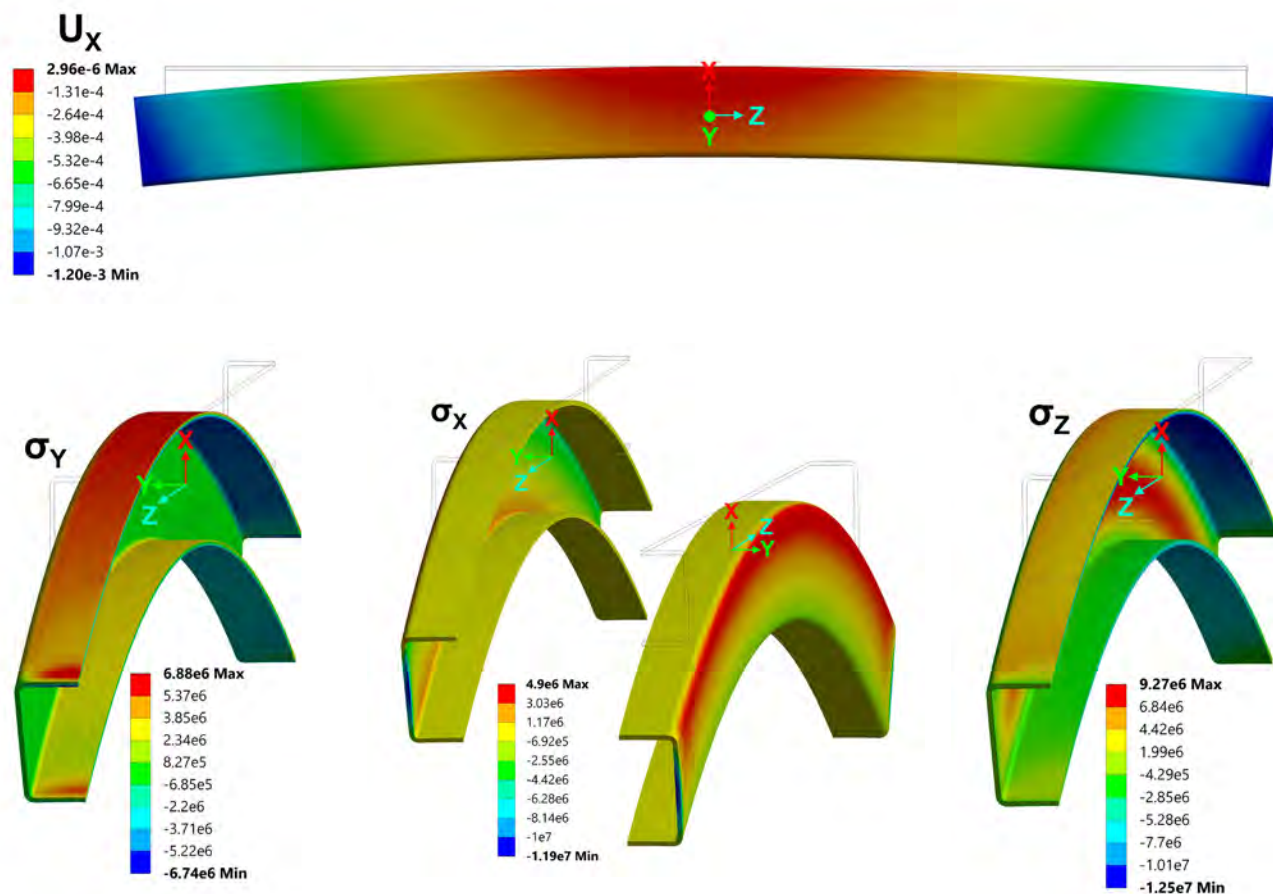 U_X
2.96e-6 Max
-1.31e-4
-2.64e-4
-3.98e-4
-5.32e-4
-6.65e-4
-7.99e-4
-9.32e-4
-1.07e-3
-1.20e-3 Min
X
Z
Y
σ_Y
X
Y
Z
6.88e6 Max
5.37e6
3.85e6
2.34e6
8.27e5
-6.85e5
-2.2e6
-3.71e6
-5.22e6
-6.74e6 Min
σ_X
X
Y
Z
X
Z
Y
4.9e6 Max
3.03e6
1.17e6
-6.92e5
-2.55e6
-4.42e6
-6.28e6
-8.14e6
-1e7
-1.19e7 Min
σ_Z
X
Y
Z
9.27e6 Max
6.84e6
4.42e6
1.99e6
-4.29e5
-2.85e6
-5.28e6
-7.7e6
-1.01e7
-1.25e7 Min